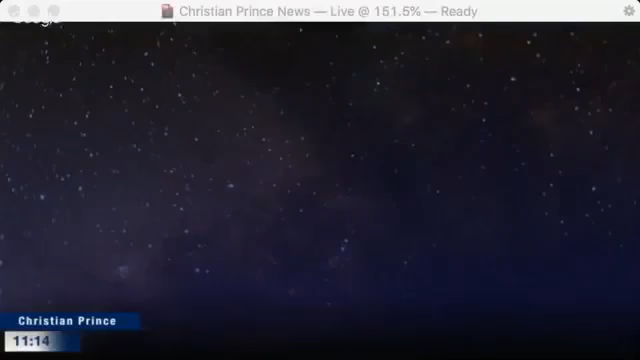 Christian Prince News — Live @ 151.5% — Ready
Christian Prince
11:14